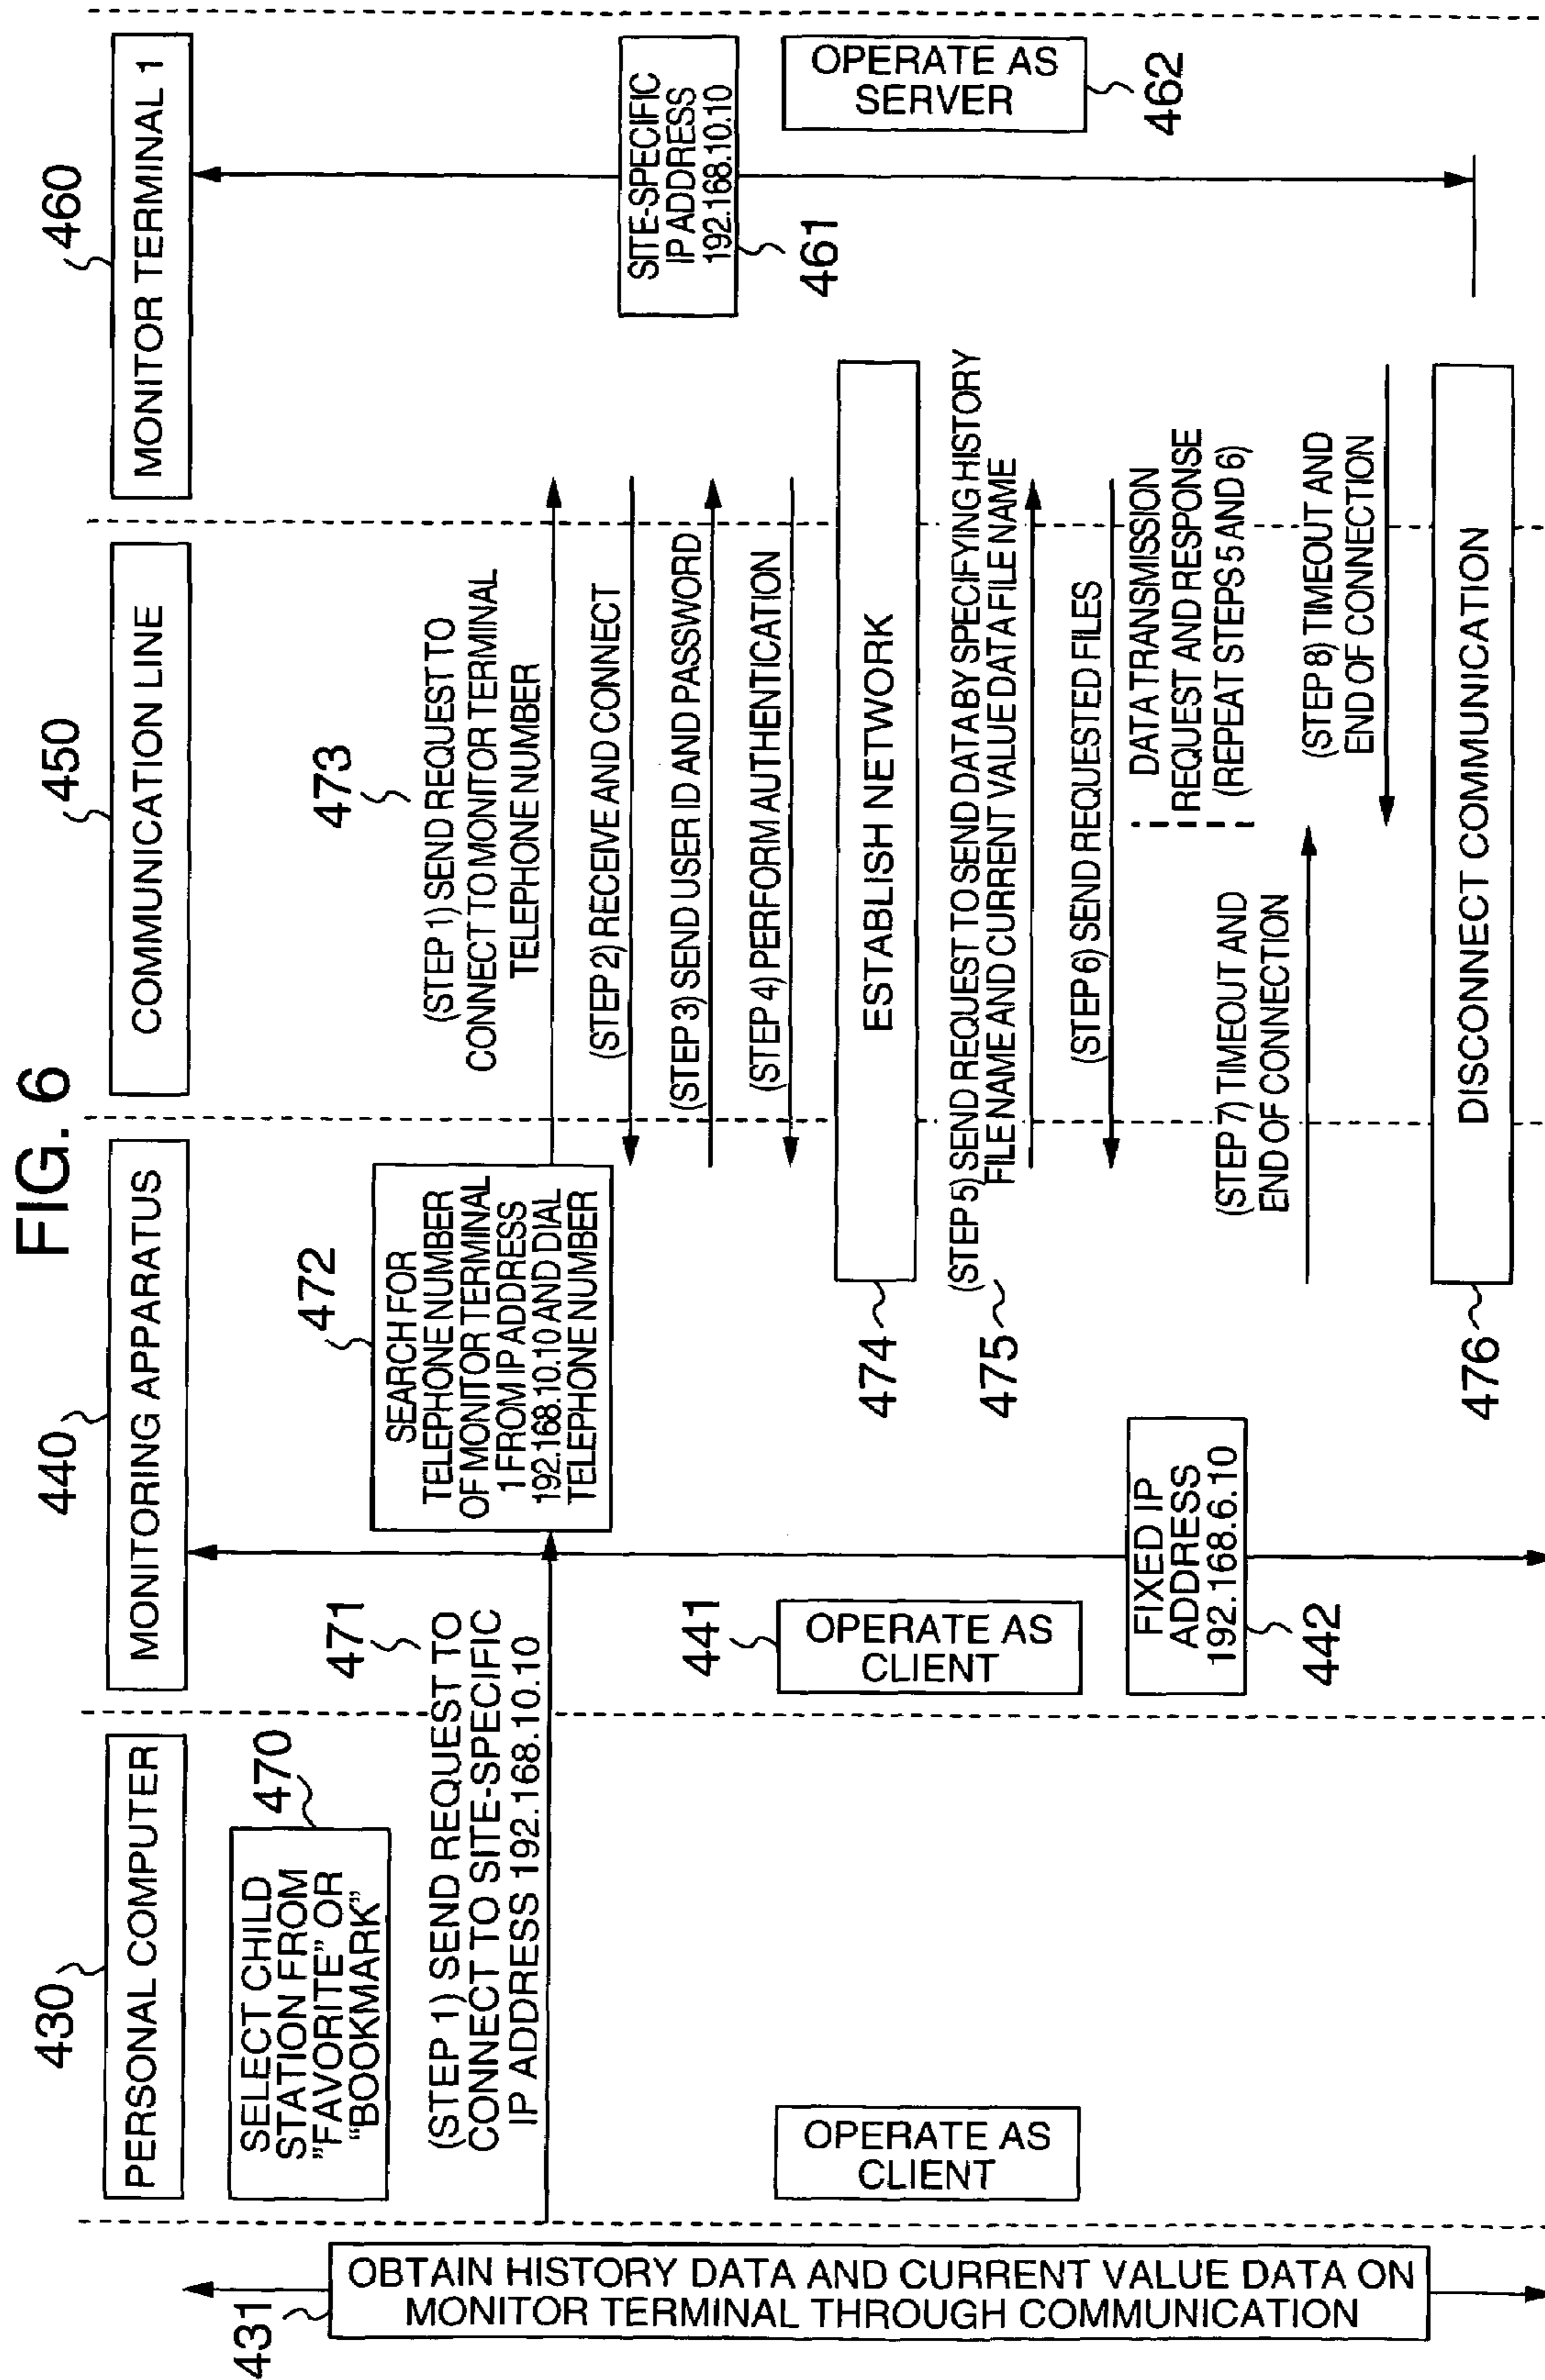 FIG. 6
430
PERSONAL COMPUTER
440
MONITORING APPARATUS
450
COMMUNICATION LINE
460
MONITOR TERMINAL 1
431
OBTAIN HISTORY DATA AND CURRENT VALUE DATA ON
MONITOR TERMINAL THROUGH COMMUNICATION
470
SELECT CHILD
STATION FROM
"FAVORITE" OR
"BOOKMARK"
471
(STEP 1) SEND REQUEST TO
CONNECT TO SITE-SPECIFIC
IP ADDRESS 192.168.10.10
OPERATE AS
CLIENT
472
SEARCH FOR
TELEPHONE NUMBER
OF MONITOR TERMINAL
1 FROM IP ADDRESS
192.168.10.10 AND DIAL
TELEPHONE NUMBER
441
OPERATE AS
CLIENT
FIXED IP
ADDRESS
192.168.6.10
442
473
(STEP 1) SEND REQUEST TO
CONNECT TO MONITOR TERMINAL
TELEPHONE NUMBER
(STEP 2) RECEIVE AND CONNECT
(STEP 3) SEND USER ID AND PASSWORD
(STEP 4) PERFORM AUTHENTICATION
ESTABLISH NETWORK
474
(STEP 5) SEND REQUEST TO SEND DATA BY SPECIFYING HISTORY
FILE NAME AND CURRENT VALUE DATA FILE NAME
475
(STEP 6) SEND REQUESTED FILES
DATA TRANSMISSION
REQUEST AND RESPONSE
(REPEAT STEPS 5 AND 6)
(STEP 7) TIMEOUT AND
END OF CONNECTION
(STEP 8) TIMEOUT AND
END OF CONNECTION
DISCONNECT COMMUNICATION
476
SITE-SPECIFIC
IP ADDRESS
192.168.10.10
461
OPERATE AS
SERVER
462